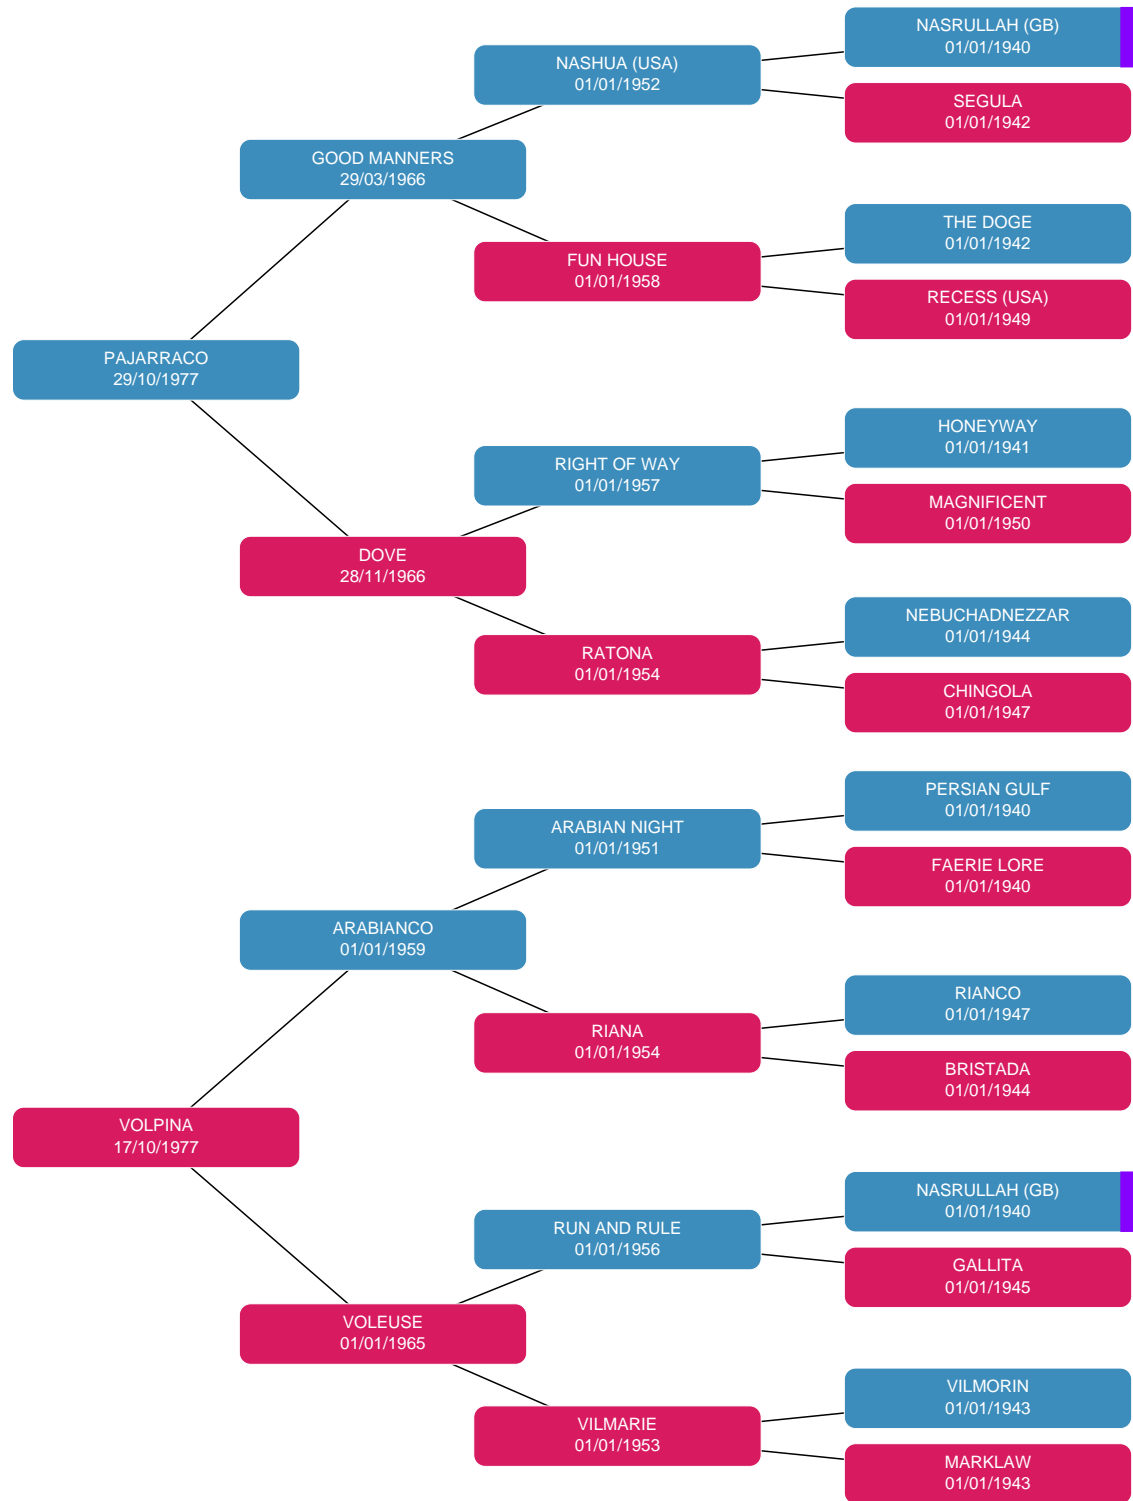 NASRULLAH (GB)
01/01/1940
NASHUA (USA)
01/01/1952
SEGULA
01/01/1942
GOOD MANNERS
29/03/1966
THE DOGE
01/01/1942
FUN HOUSE
01/01/1958
RECESS (USA)
01/01/1949
PAJARRACO
29/10/1977
HONEYWAY
01/01/1941
RIGHT OF WAY
01/01/1957
MAGNIFICENT
01/01/1950
DOVE
28/11/1966
NEBUCHADNEZZAR
01/01/1944
RATONA
01/01/1954
CHINGOLA
01/01/1947
PERSIAN GULF
01/01/1940
ARABIAN NIGHT
01/01/1951
FAERIE LORE
01/01/1940
ARABIANCO
01/01/1959
RIANCO
01/01/1947
RIANA
01/01/1954
BRISTADA
01/01/1944
VOLPINA
17/10/1977
NASRULLAH (GB)
01/01/1940
RUN AND RULE
01/01/1956
GALLITA
01/01/1945
VOLEUSE
01/01/1965
VILMORIN
01/01/1943
VILMARIE
01/01/1953
MARKLAW
01/01/1943